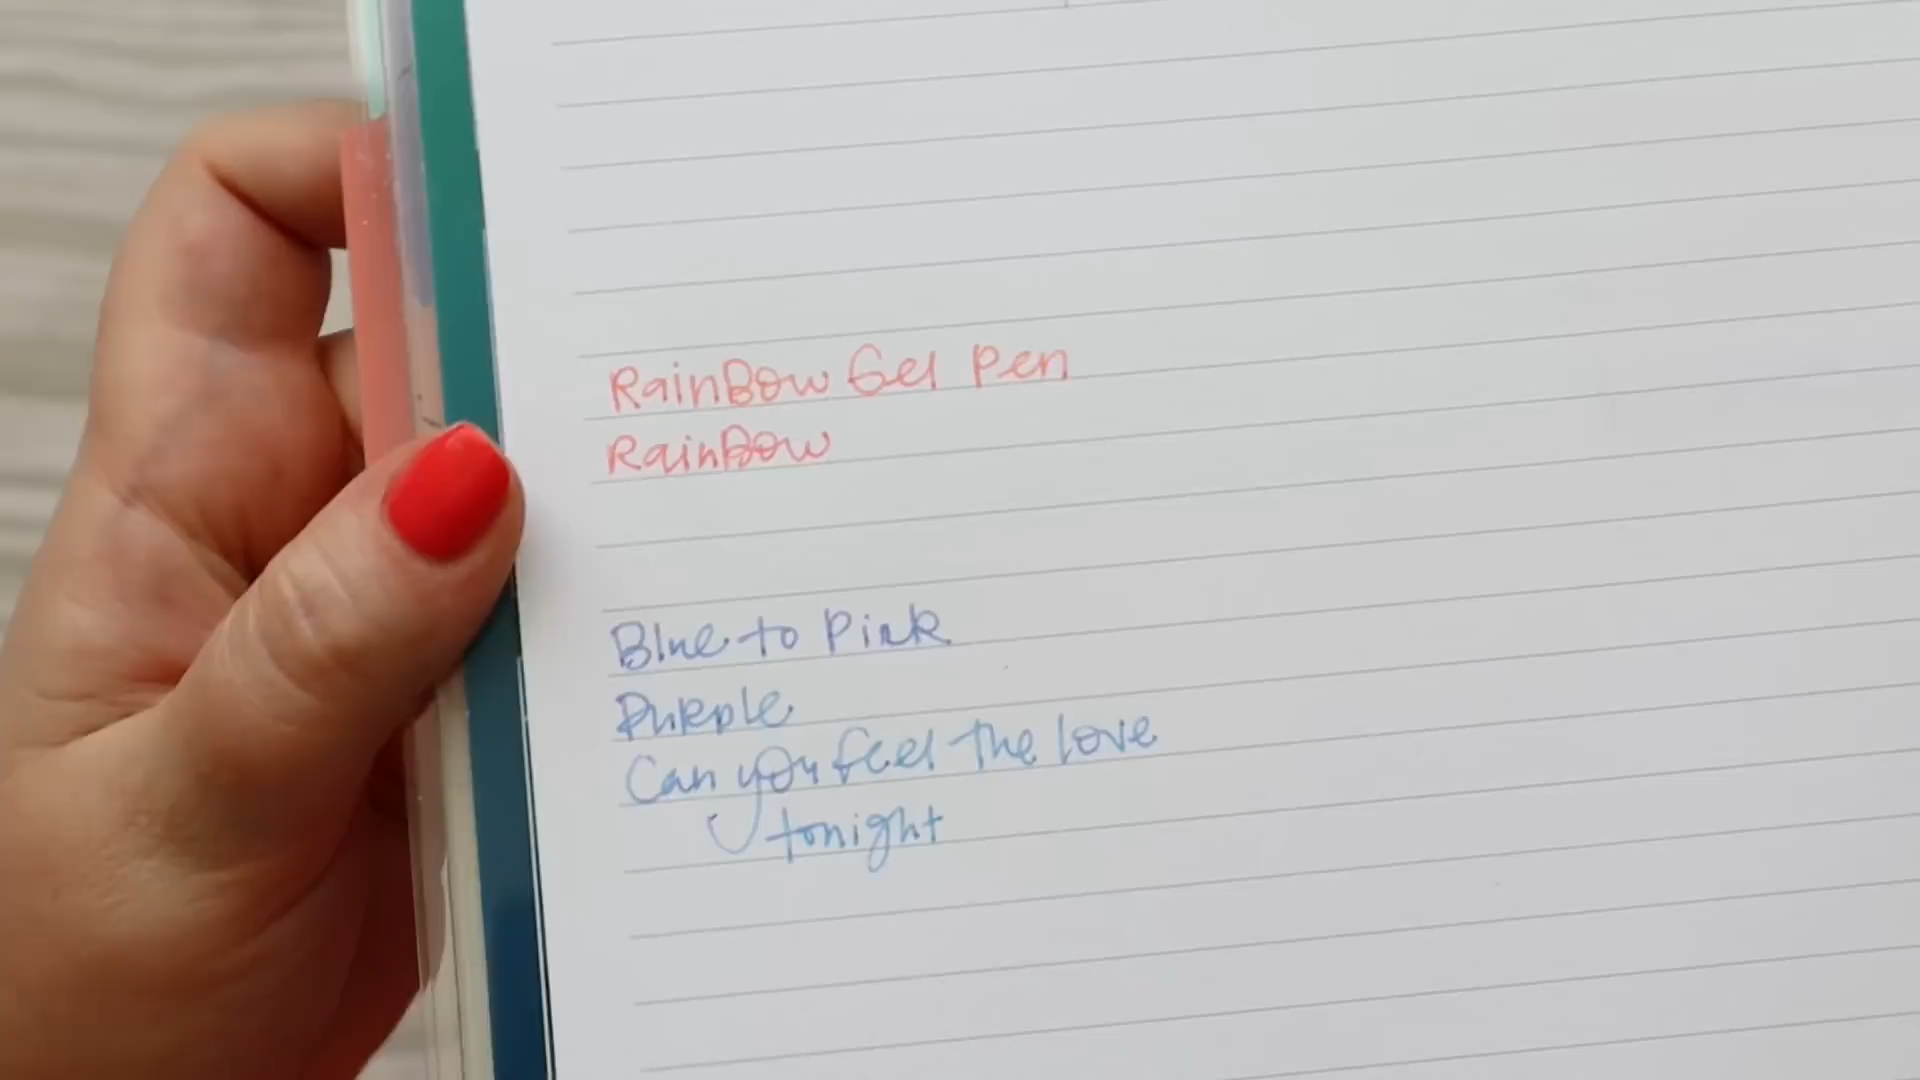 RainBow Gel Pen
RainBow
Blue to Pink
Purple
Can you feel the love
tonight